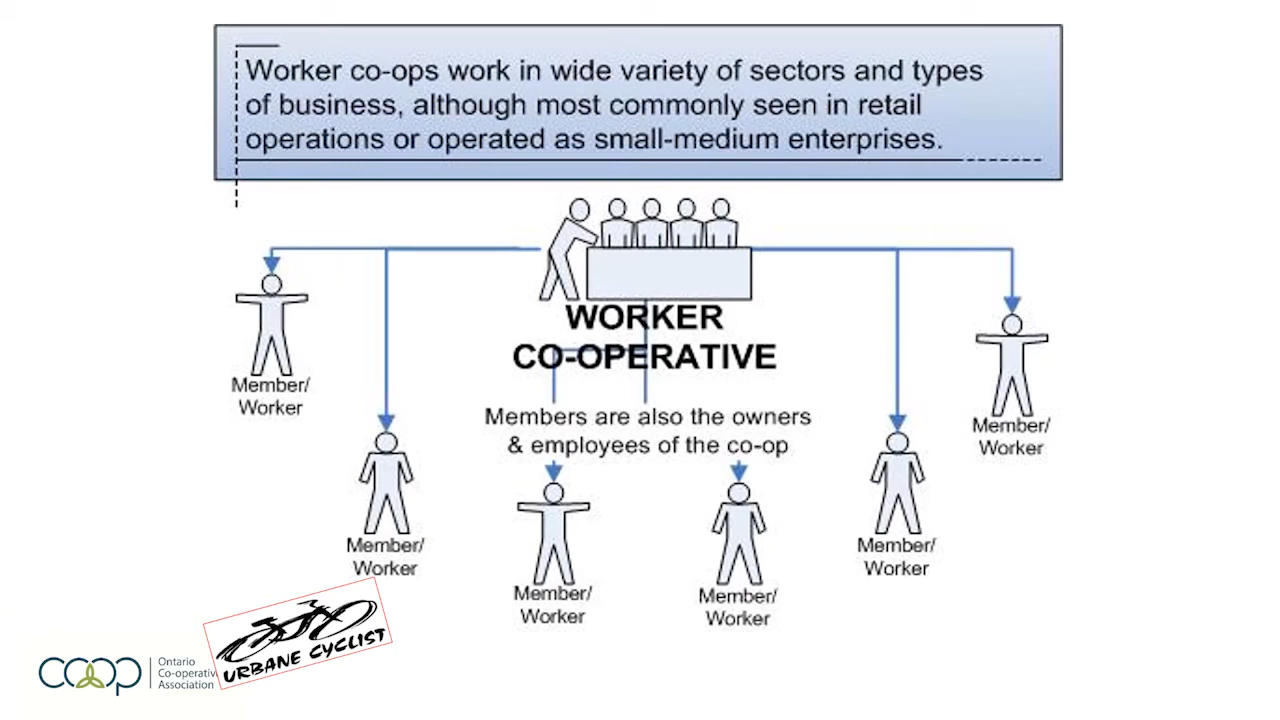 Worker co-ops work in wide variety of sectors and types
of business, although most commonly seen in retail
operations or operated as small-medium enterprises.
WORKER
CO-OPERATIVE
Member/
Worker
Members are also the owners
& employees of the co-op
Member/
Worker
Member/
Worker
Member/
Worker
Member/
Worker
Member/
Worker
URBANE CYCLIST
COOP
Ontario
Co-operative
Association